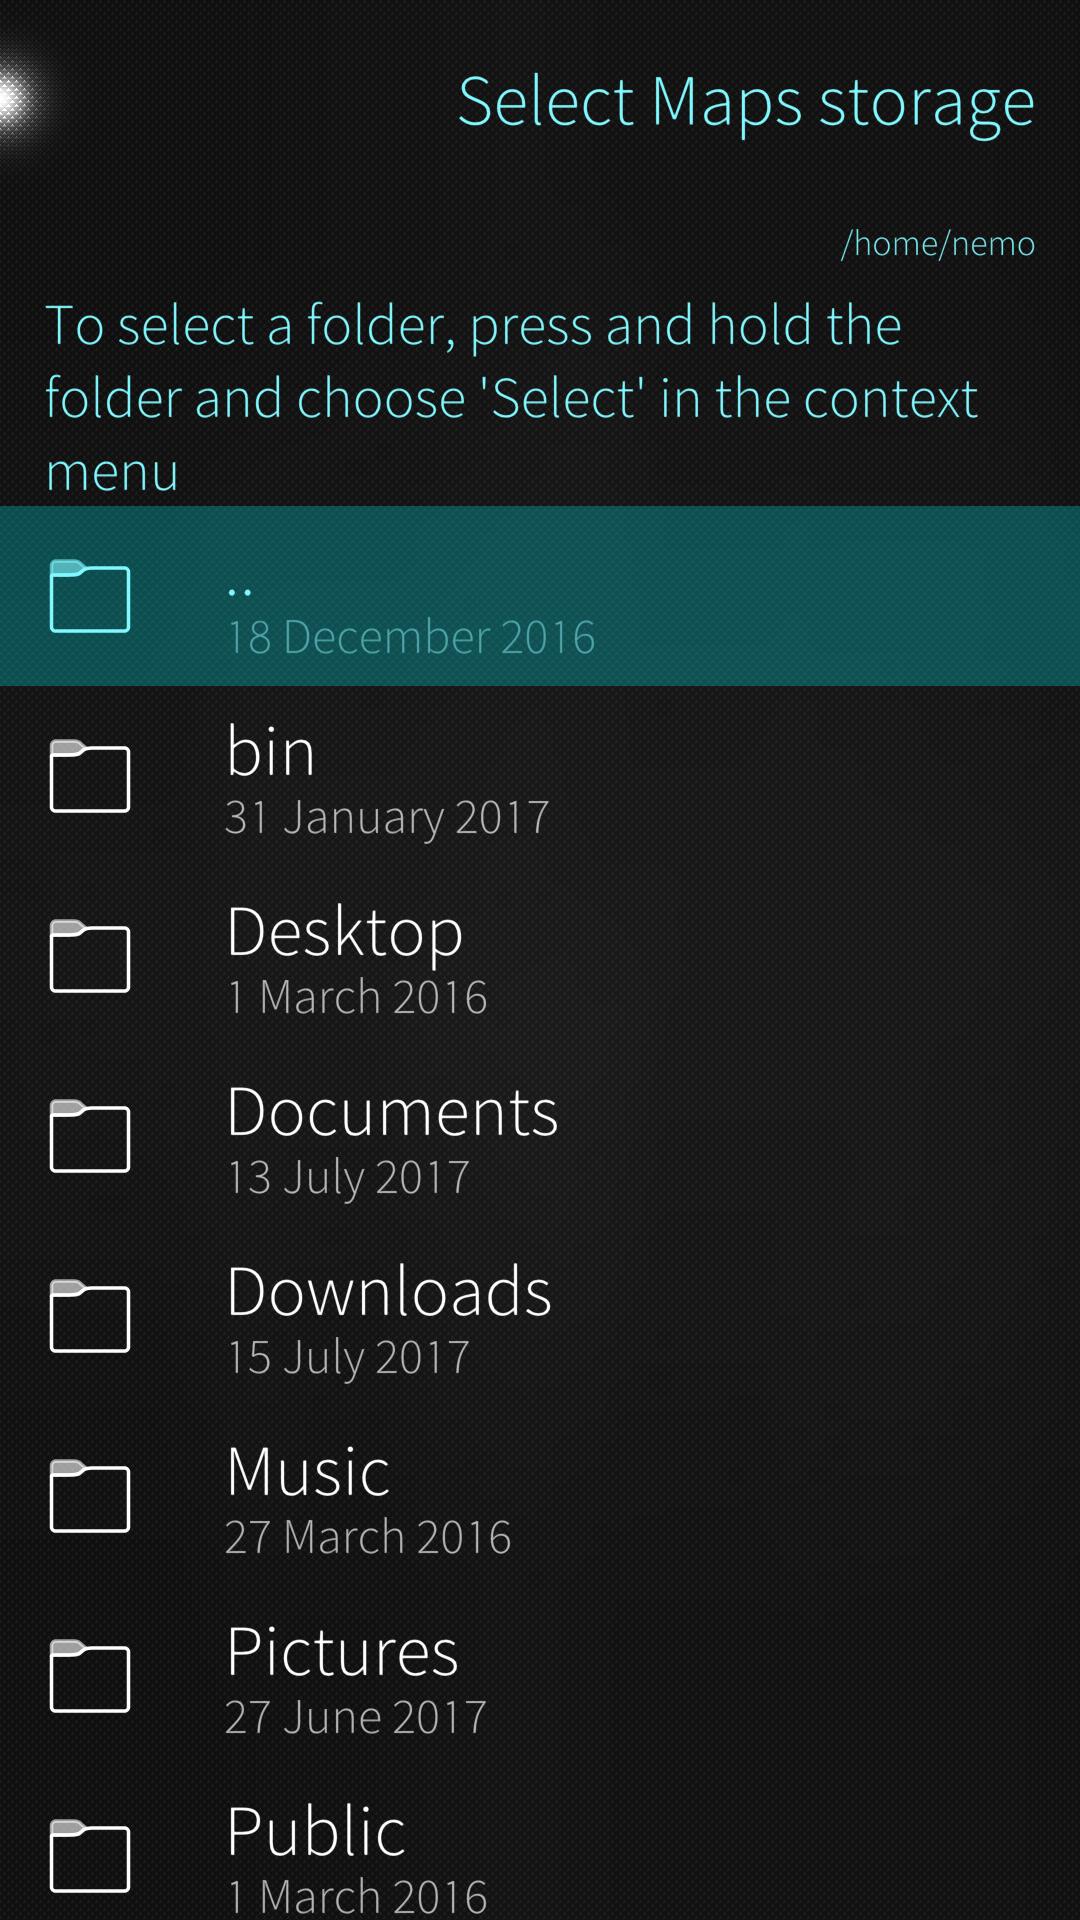 Select Maps storage
/home/nemo
To select a folder, press and hold the
folder and choose 'Select' in the context
menu
..
18 December 2016
bin
31 January 2017
Desktop
1 March 2016
Documents
13 July 2017
Downloads
15 July 2017
Music
27 March 2016
Pictures
27 June 2017
Public
1 March 2016